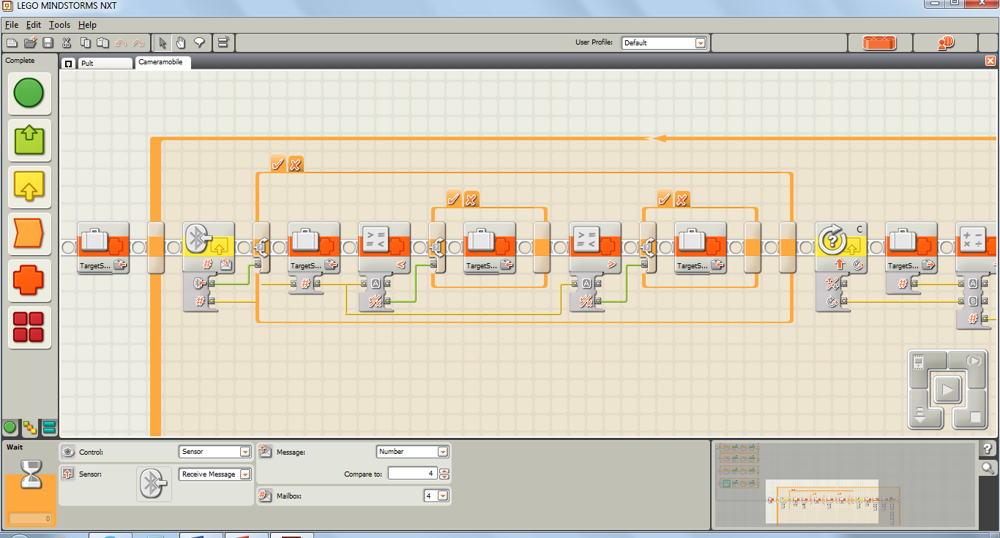 LEGO MINDSTORMS NXT
File Edit Tools Help
User Profile: Default
Complete
Pult
Cameramobile
C
5
TargetS...
TargetS...
TargetS...
TargetS...
TargetS...
# 
<
>
# # A A # A
B
#
Wait
Control: Sensor
Message: Number
Sensor: Receive Message
Compare to: 4
Mailbox: 4
0